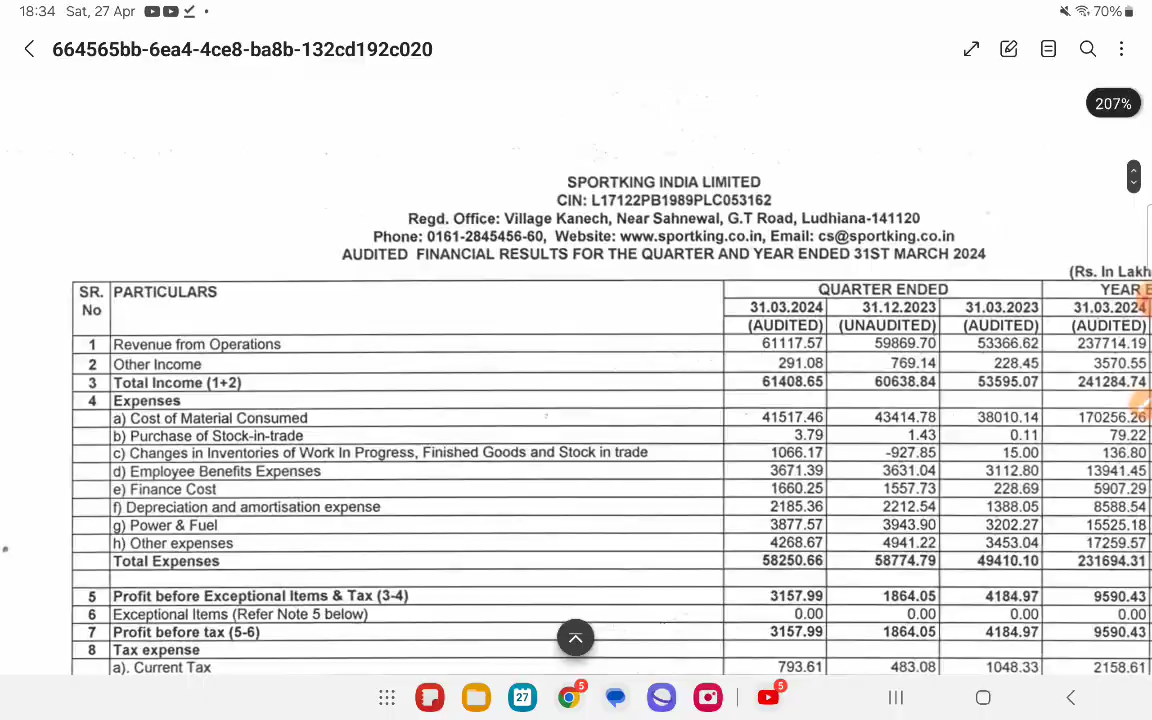 18:34 Sat, 27 Apr 70%
664565bb-6ea4-4ce8-ba8b-132cd192c020
207%
SPORTKING INDIA LIMITED
CIN: L17122PB1989PLC053162
Regd. Office: Village Kanech, Near Sahnewal, G.T Road, Ludhiana-141120
Phone: 0161-2845456-60, Website: www.sportking.co.in, Email: cs@sportking.co.in
AUDITED FINANCIAL RESULTS FOR THE QUARTER AND YEAR ENDED 31ST MARCH 2024
(Rs. In Lakh
SR. PARTICULARS QUARTER ENDED YEAR E
No 31.03.2024 31.12.2023 31.03.2023 31.03.2024
(AUDITED) (UNAUDITED) (AUDITED) (AUDITED)
1 Revenue from Operations 61117.57 59869.70 53366.62 237714.19
2 Other Income 291.08 769.14 228.45 3570.55
3 Total Income (1+2) 61408.65 60638.84 53595.07 241284.74
4 Expenses
a) Cost of Material Consumed 41517.46 43414.78 38010.14 170256.26
b) Purchase of Stock-in-trade 3.79 1.43 0.11 79.22
c) Changes in Inventories of Work In Progress, Finished Goods and Stock in trade 1066.17 -927.85 15.00 136.80
d) Employee Benefits Expenses 3671.39 3631.04 3112.80 13941.45
e) Finance Cost 1660.25 1557.73 228.69 5907.29
f) Depreciation and amortisation expense 2185.36 2212.54 1388.05 8588.54
g) Power & Fuel 3877.57 3943.90 3202.27 15525.18
h) Other expenses 4268.67 4941.22 3453.04 17259.57
Total Expenses 58250.66 58774.79 49410.10 231694.31
5 Profit before Exceptional Items & Tax (3-4) 3157.99 1864.05 4184.97 9590.43
6 Exceptional Items (Refer Note 5 below) 0.00 0.00 0.00 0.00
7 Profit before tax (5-6) 3157.99 1864.05 4184.97 9590.43
8 Tax expense
a). Current Tax 793.61 483.08 1048.33 2158.61
27 5 5